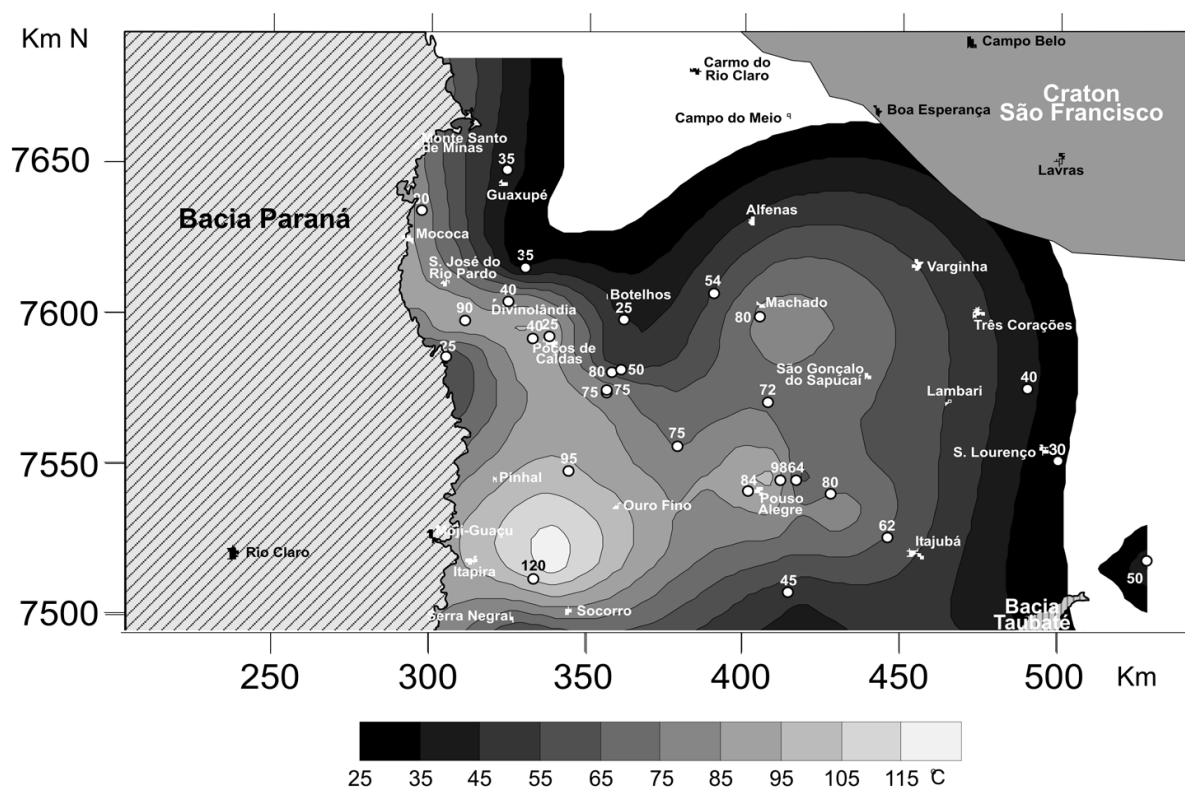 Km N
Campo Belo
Carmo do
Rio Claro
Craton
São Francisco
Boa Esperança
Campo do Meio
Monte Santo
de Minas
7650
35
Lavras
Guaxupé
Bacia Paraná
Alfenas
Mococa
S. José do
Rio Pardo
35
Varginha
40
Botelhos
54
Machado
7600
90
Divinolândia
25
80
Três Corações
40
25
Poços de
Caldas
25
80
50
São Gonçalo
do Sapucaí
40
75
75
72
Lambari
75
7550
95
98
64
S. Lourenço
30
Pinhal
84
80
Pouso
Alegre
Ouro Fino
62
Moji-Guaçu
Itajubá
Rio Claro
120
Itapira
50
45
7500
Serra Negra
Socorro
Bacia
Taubaté
250
300
350
400
450
500
Km
25
35
45
55
65
75
85
95
105
115
°C